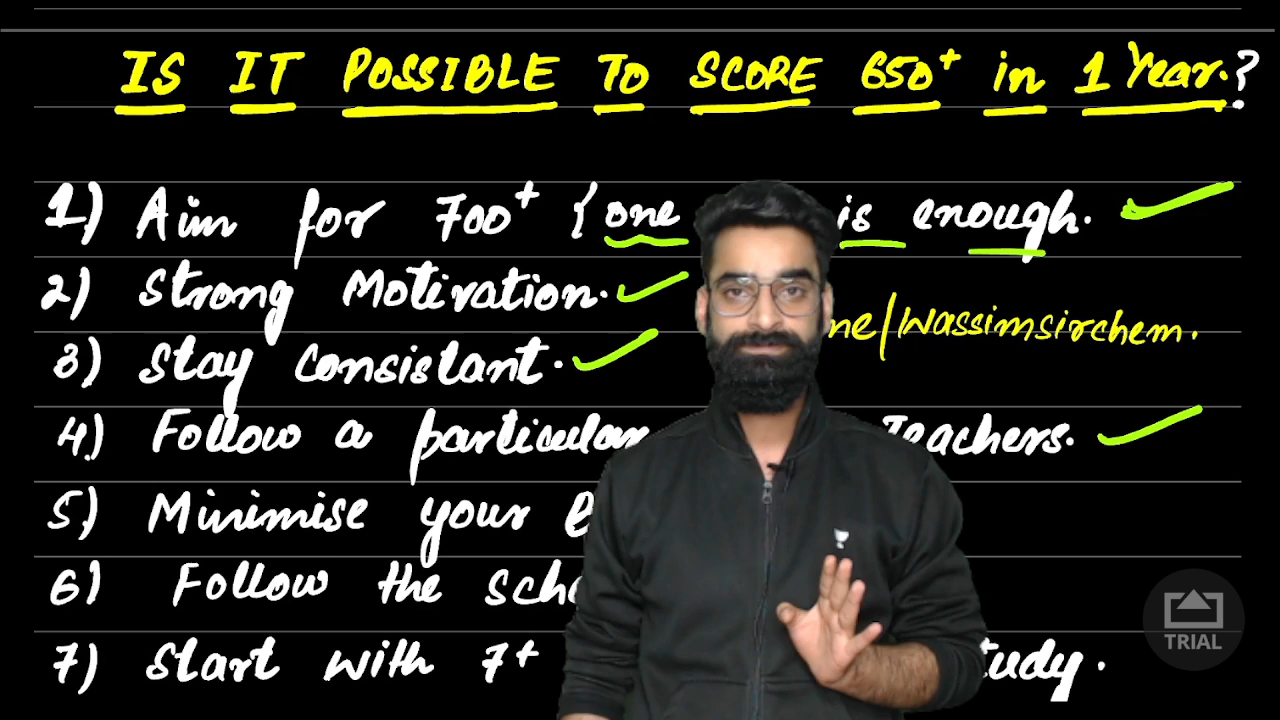 IS IT POSSIBLE TO SCORE 650+ in 1 Year.?
1) Aim for 700+ { one is enough.
2) Strong Motivation.
ne/Wassimsirchem.
3) Stay consistant.
4.) Follow a particular Teachers.
5) Minimise your
6) Follow the
7) Start with 7+
TRIAL